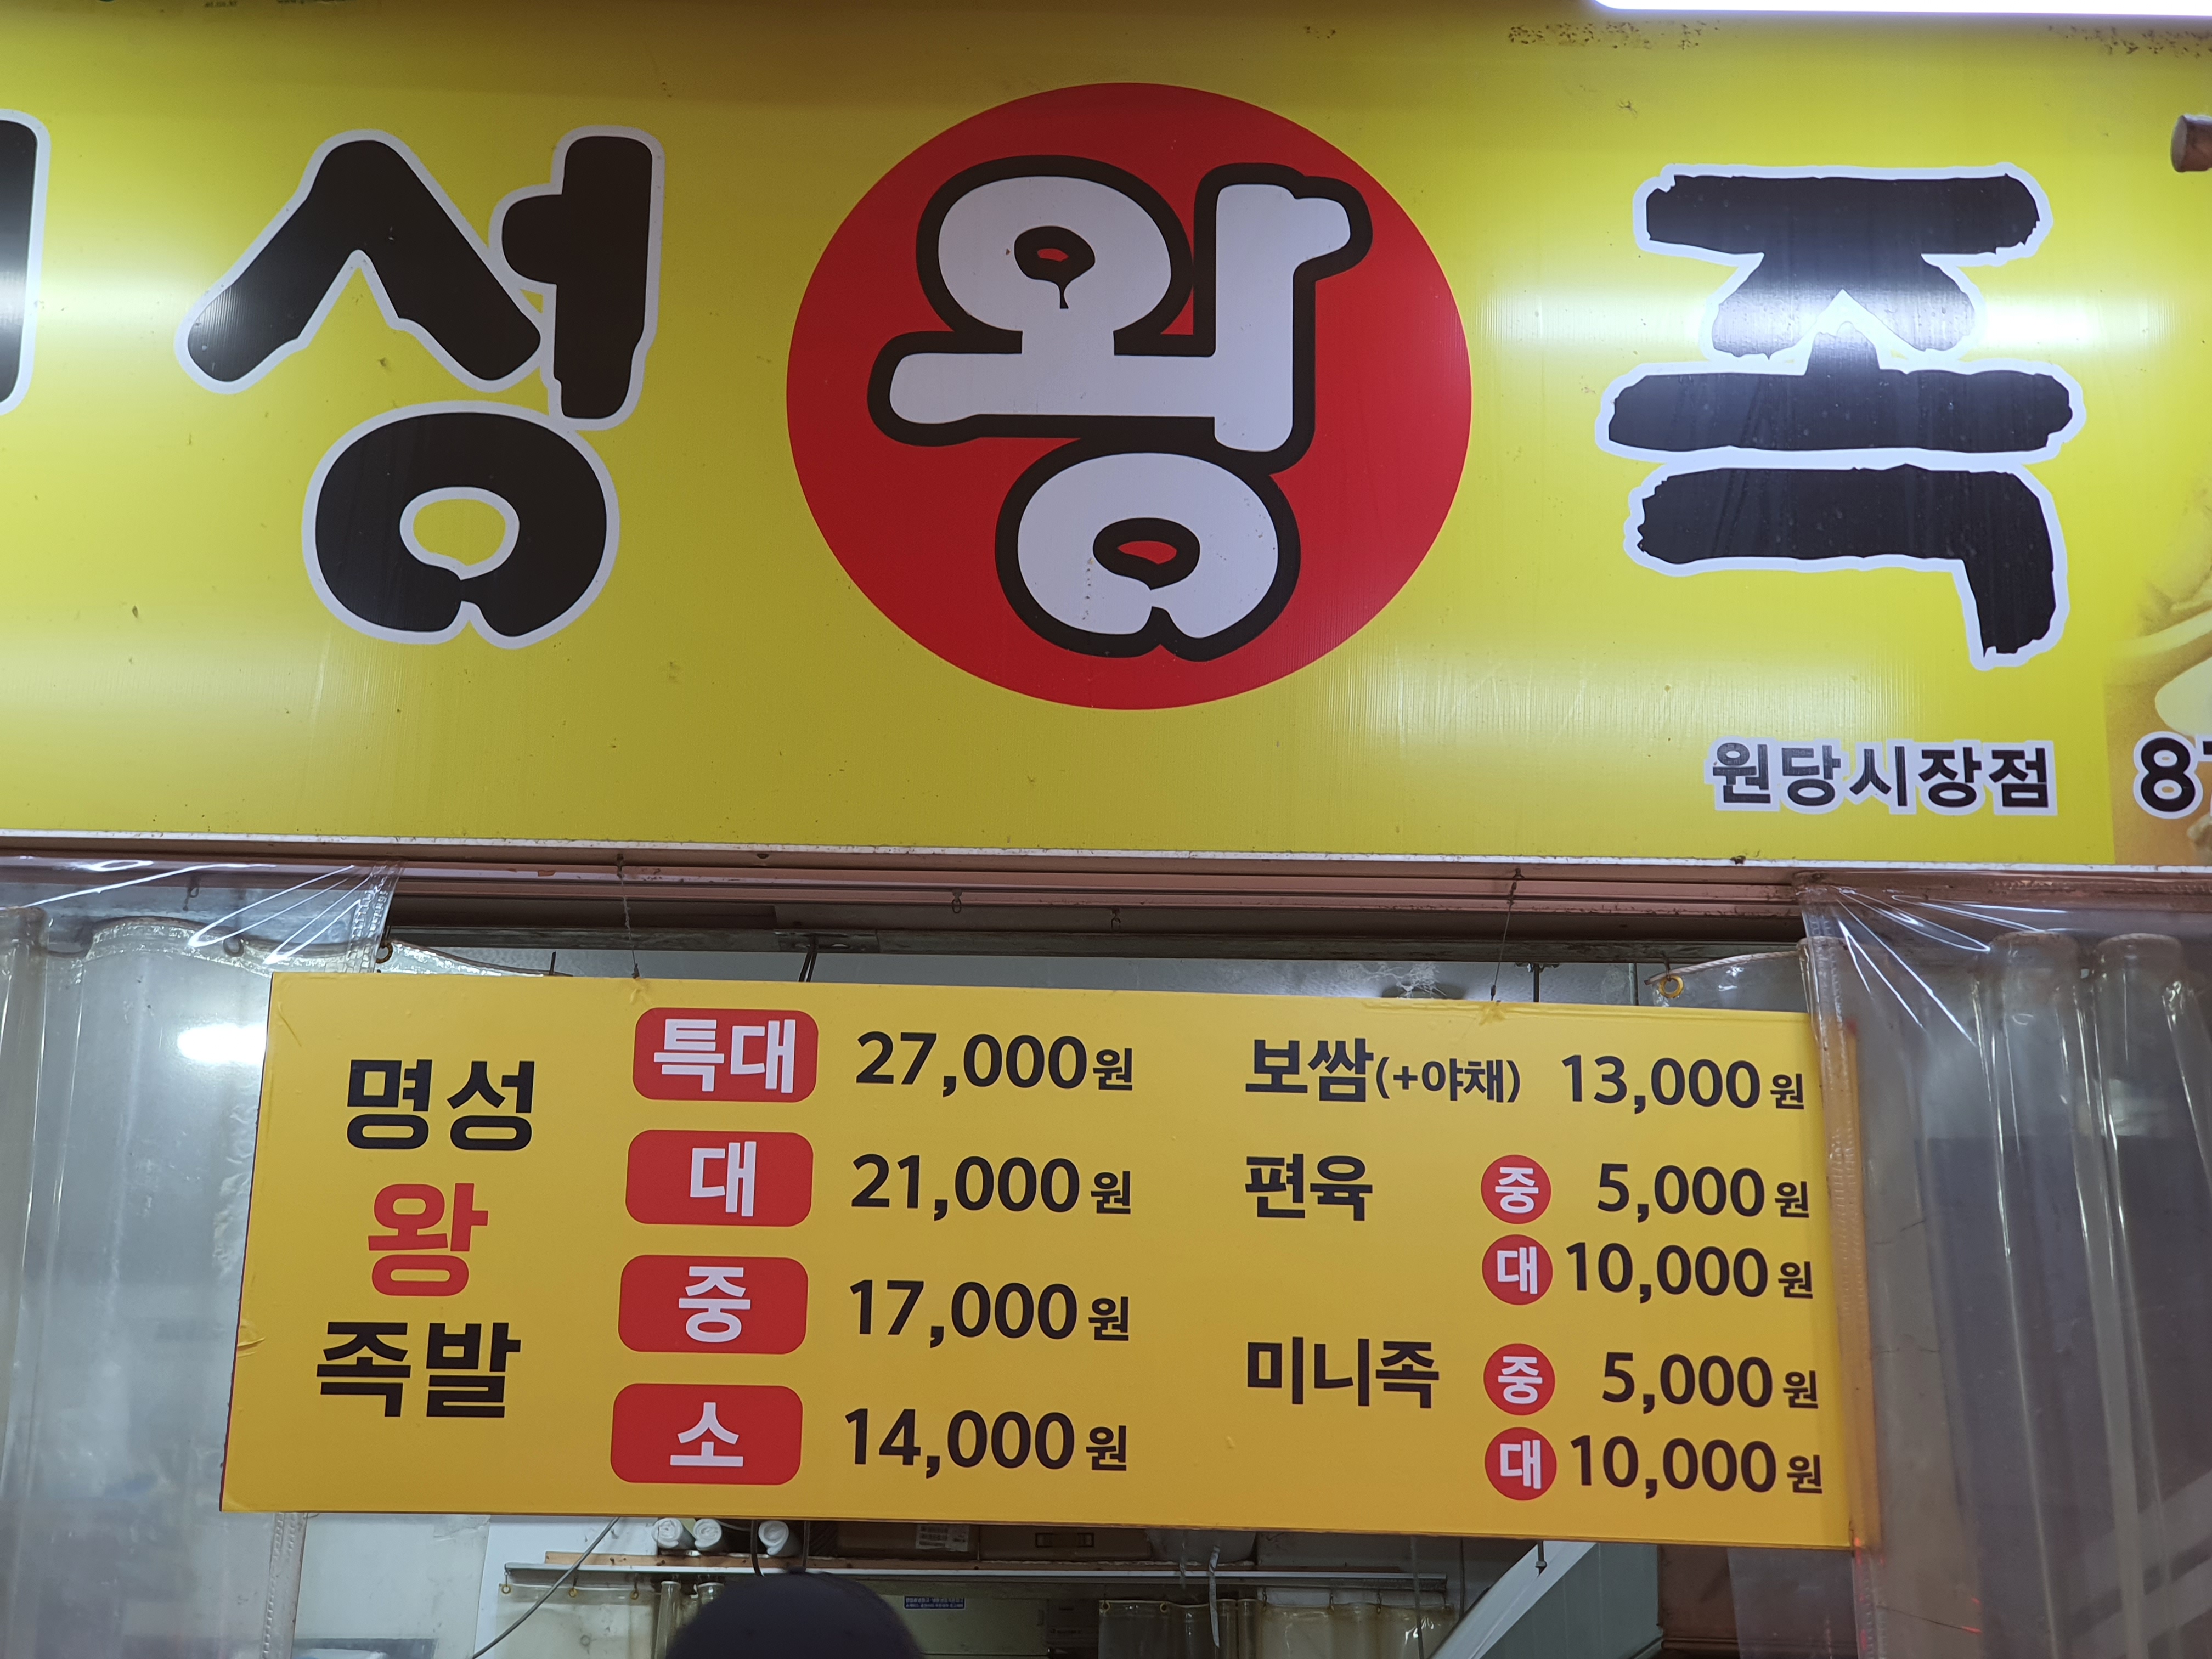 성왕족
원당시장점
명성
왕
족발
특대 27,000원
대 21,000원
중 17,000원
소 14,000원
보쌈(+야채) 13,000원
편육 중 5,000원
대 10,000원
미니족 중 5,000원
대 10,000원